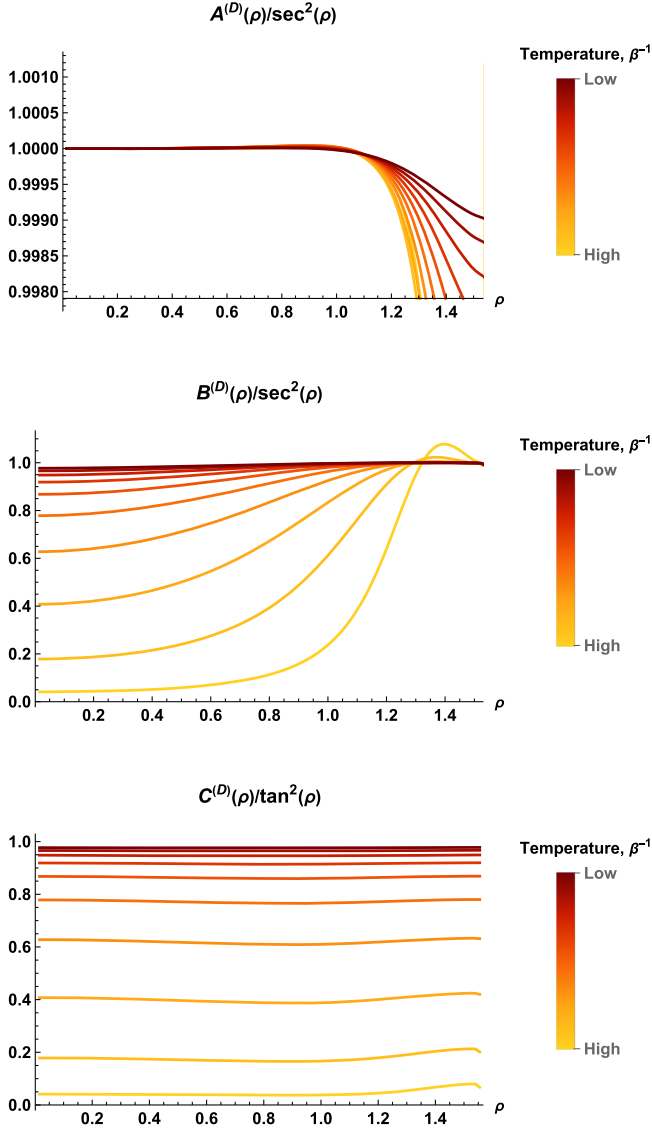 A^(D)(ρ)/sec²(ρ)
Temperature, β⁻¹
Low
High
1.0010
1.0005
1.0000
0.9995
0.9990
0.9985
0.9980
0.2 0.4 0.6 0.8 1.0 1.2 1.4
ρ
B^(D)(ρ)/sec²(ρ)
Temperature, β⁻¹
Low
High
1.0
0.8
0.6
0.4
0.2
0.0
0.2 0.4 0.6 0.8 1.0 1.2 1.4
ρ
C^(D)(ρ)/tan²(ρ)
Temperature, β⁻¹
Low
High
1.0
0.8
0.6
0.4
0.2
0.0
0.2 0.4 0.6 0.8 1.0 1.2 1.4
ρ